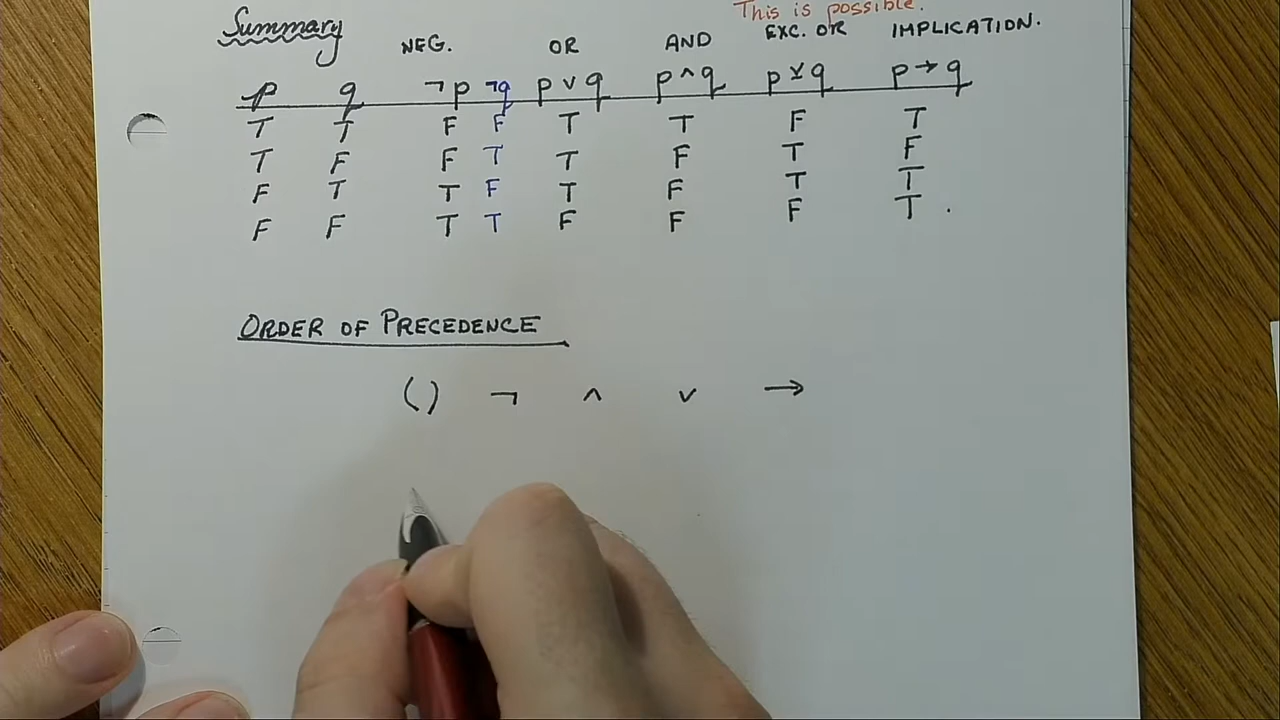 This is possible.
Summary NEG. OR AND EXC. OR IMPLICATION.
p q ¬p ¬q p ∨ q p ∧ q p ⊻ q p → q
T T F F T T F T
T F F T T F T F
F T T F T F T T
F F T T F F F T .
ORDER OF PRECEDENCE
( ) ¬ ∧ ∨ →